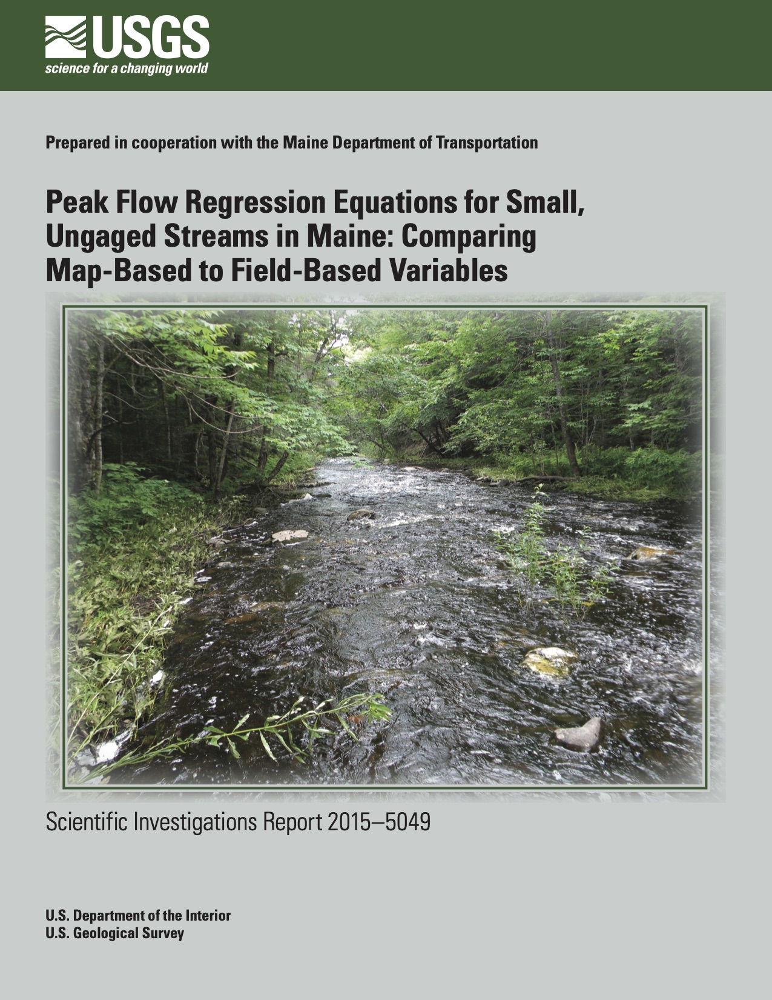 USGS
science for a changing world
Prepared in cooperation with the Maine Department of Transportation
Peak Flow Regression Equations for Small,
Ungaged Streams in Maine: Comparing
Map-Based to Field-Based Variables
Scientific Investigations Report 2015–5049
U.S. Department of the Interior
U.S. Geological Survey